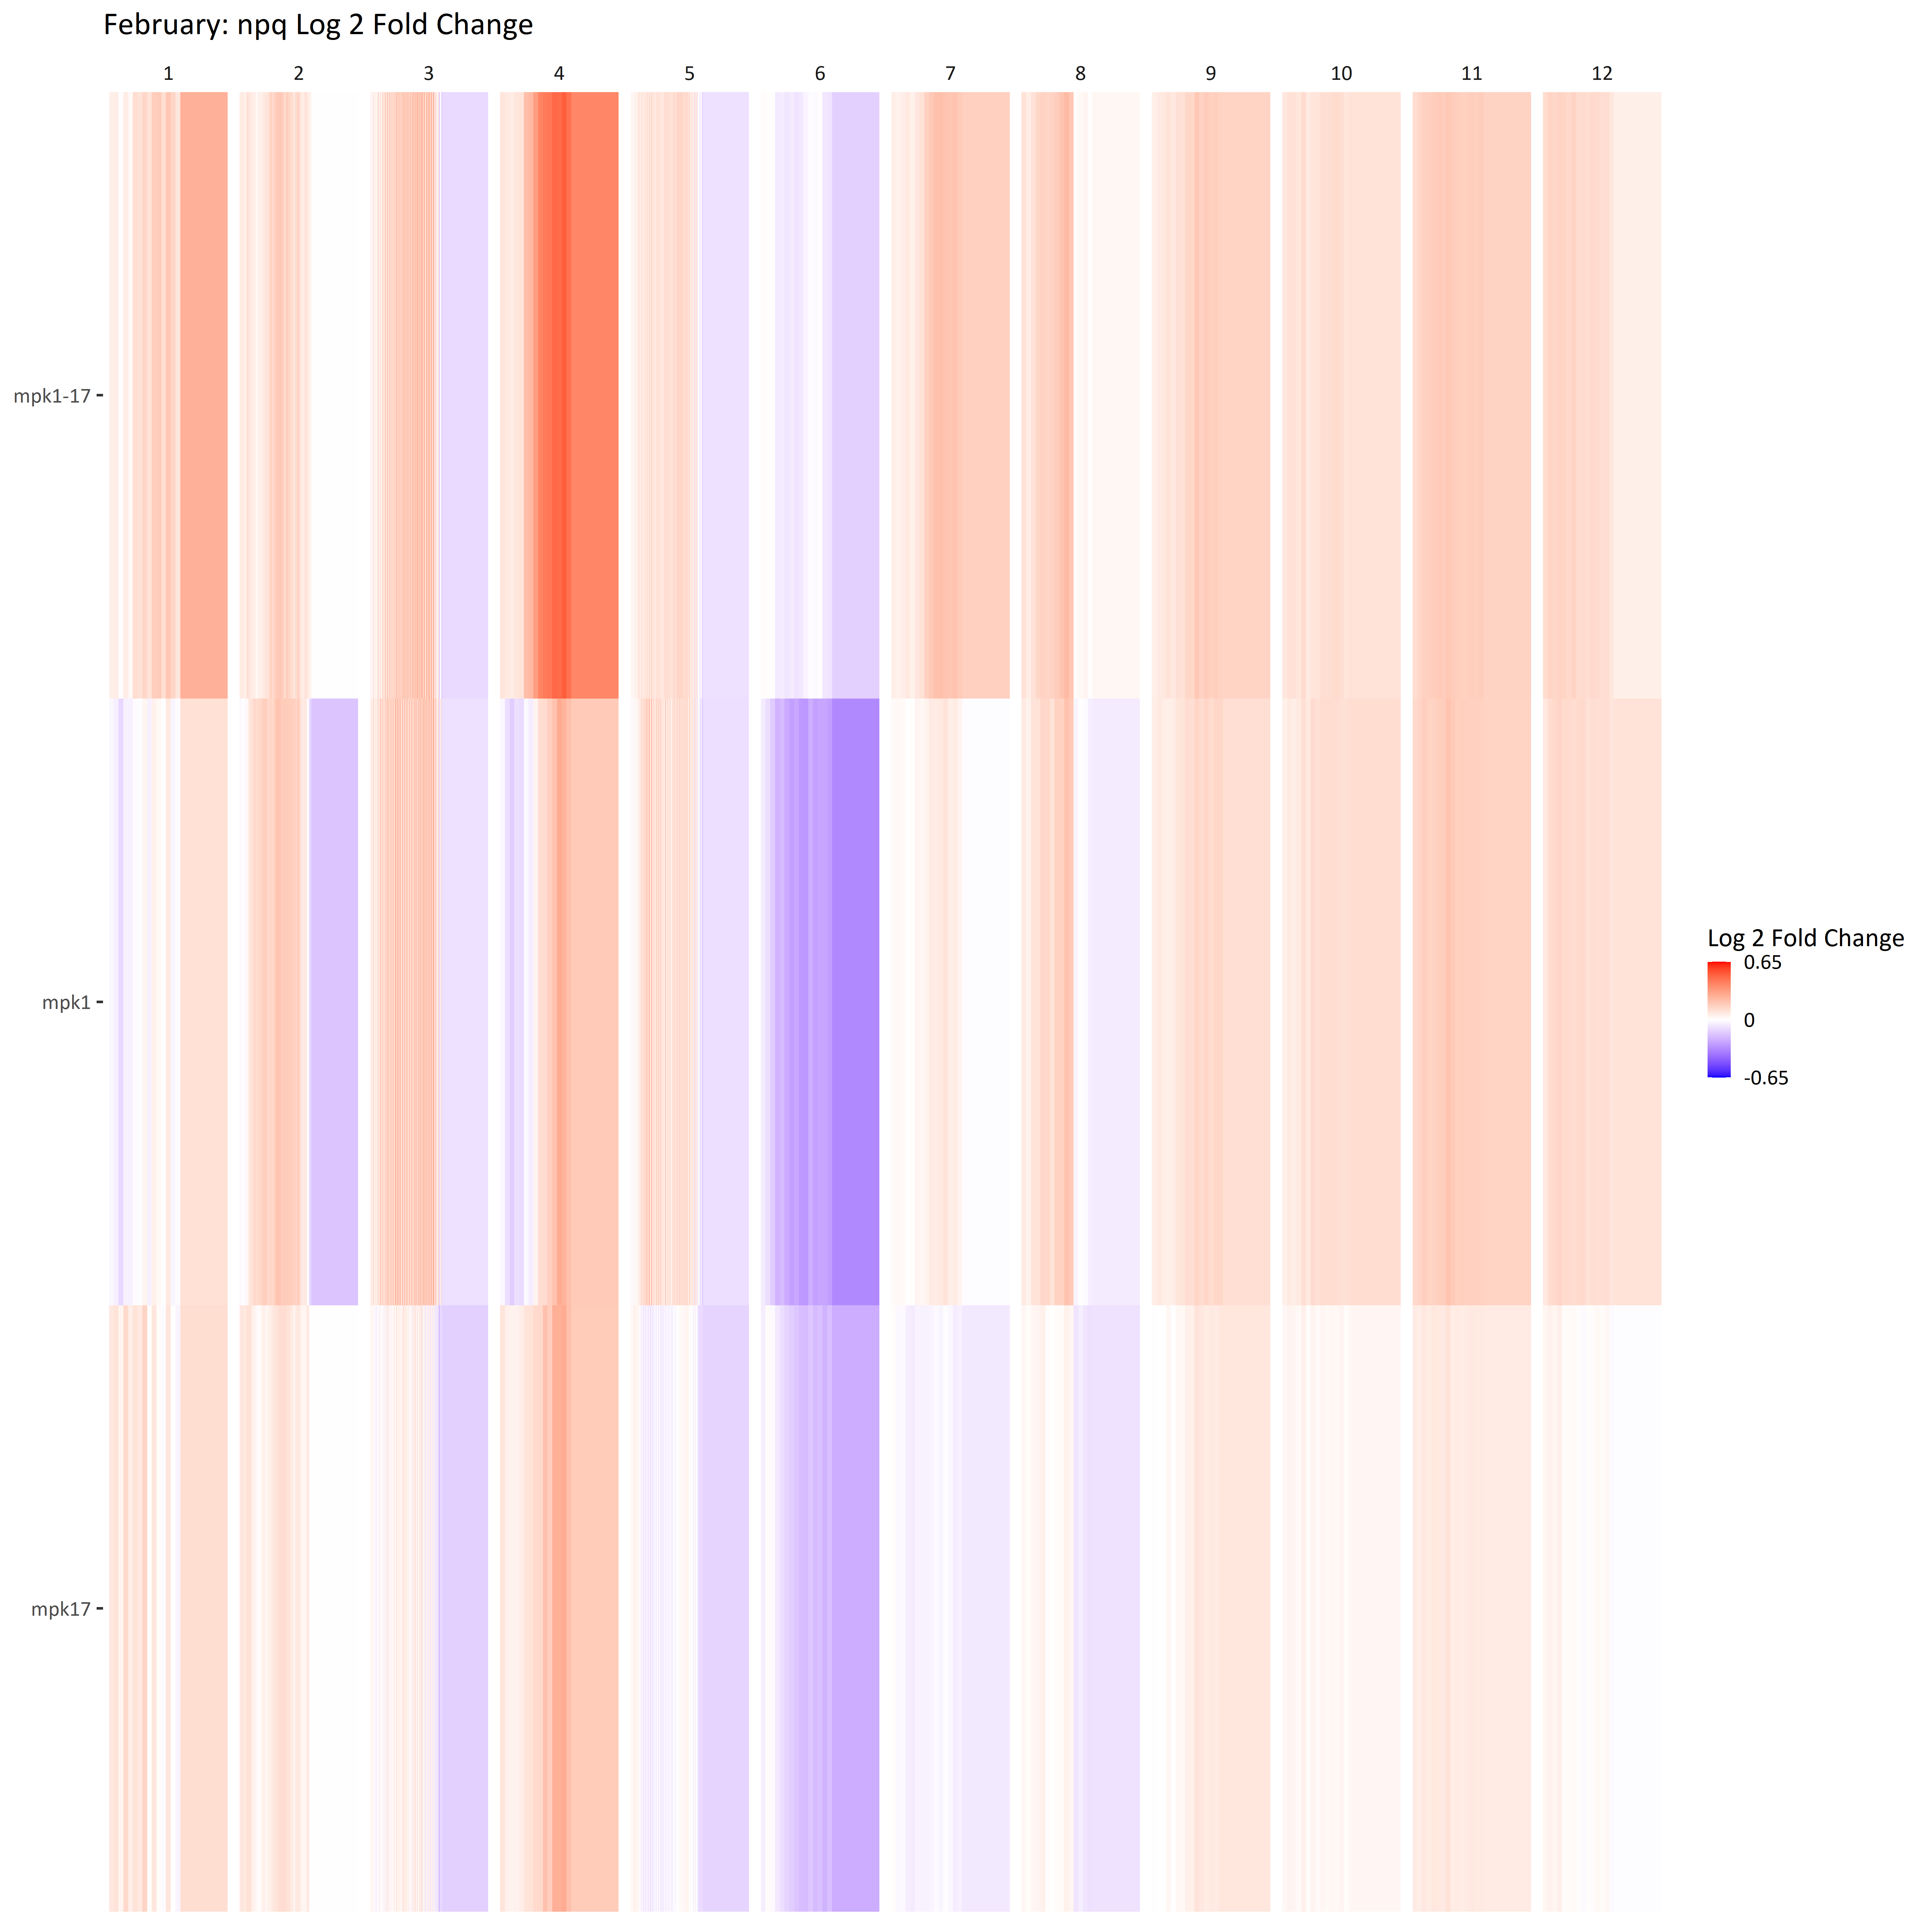 February: npq Log 2 Fold Change
1 2 3 4 5 6 7 8 9 10 11 12
mpk1-17
mpk1
mpk17
Log 2 Fold Change
0.65
0
-0.65